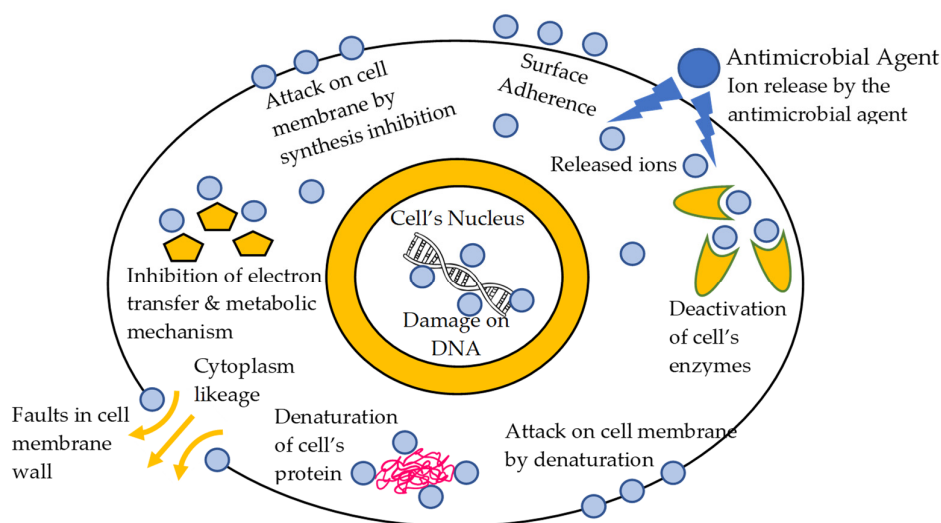 Attack on cell
membrane by
synthesis inhibition
Surface
Adherence
Antimicrobial Agent
Ion release by the
antimicrobial agent
Released ions
Cell's Nucleus
Damage on
DNA
Inhibition of electron
transfer & metabolic
mechanism
Deactivation
of cell's
enzymes
Cytoplasm
likeage
Faults in cell
membrane
wall
Denaturation
of cell's
protein
Attack on cell membrane
by denaturation